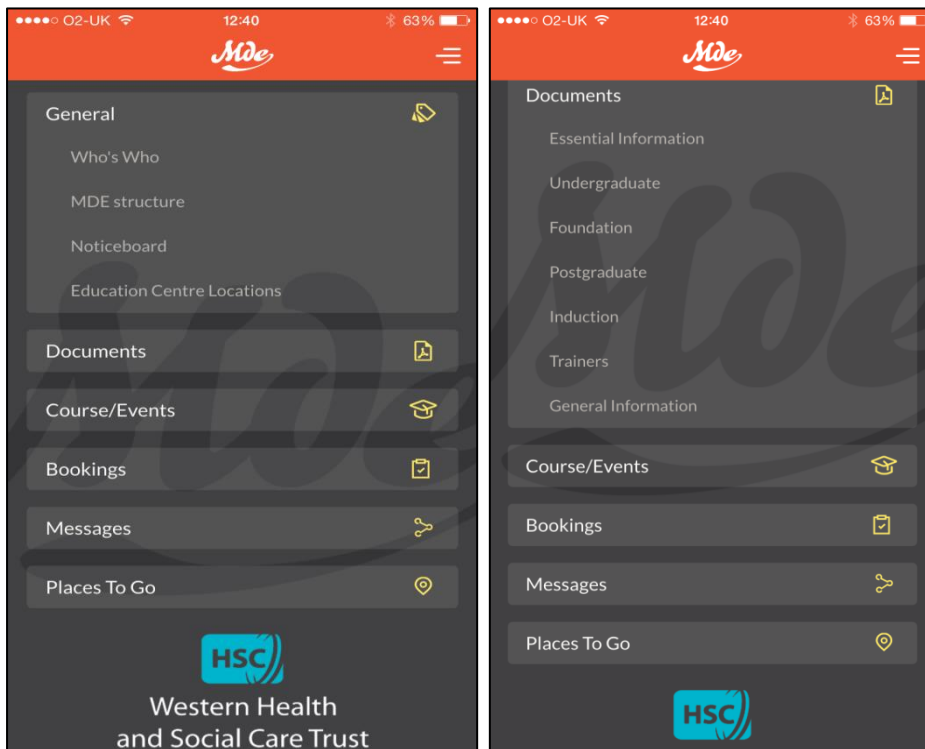 O2-UK 12:40 63%
Mde
General
Who's Who
MDE structure
Noticeboard
Education Centre Locations
Documents
Course/Events
Bookings
Messages
Places To Go
HSC
Western Health
and Social Care Trust
O2-UK 12:40 63%
Mde
Documents
Essential Information
Undergraduate
Foundation
Postgraduate
Induction
Trainers
General Information
Course/Events
Bookings
Messages
Places To Go
HSC